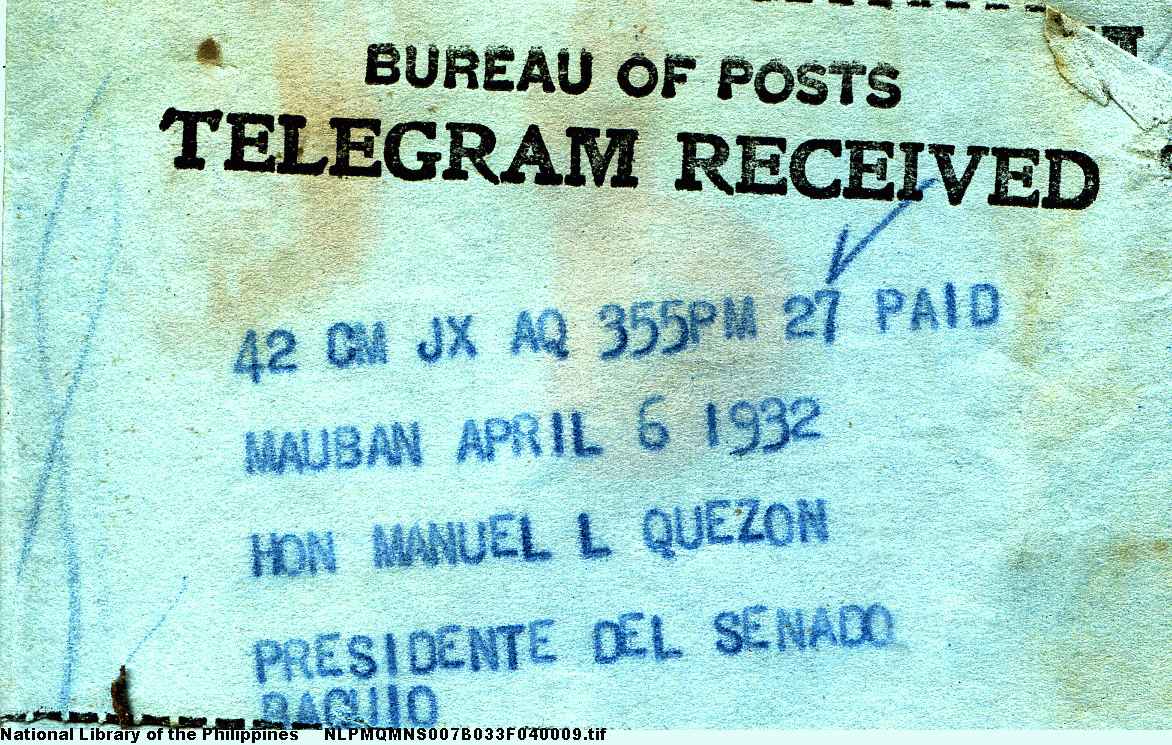 BUREAU OF POSTS
TELEGRAM RECEIVED
42 CM JX AQ 355PM 27 PAID
MAUBAN APRIL 6 1932
HON MANUEL L QUEZON
PRESIDENTE DEL SENADO
BAGUIO
National Library of the Philippines NLPMQMNS007B033F040009.tif